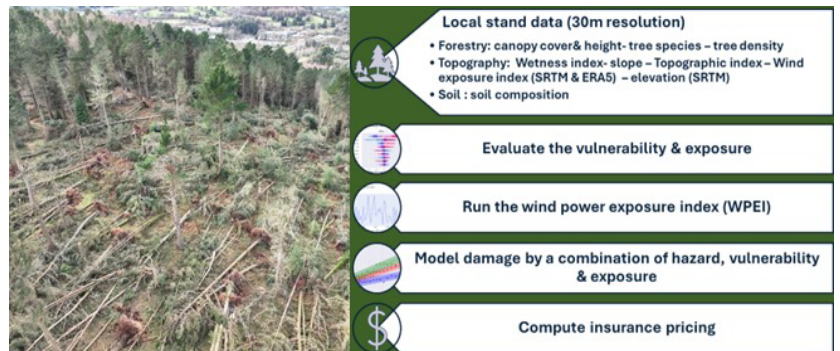 Local stand data (30m resolution)
• Forestry: canopy cover& height- tree species – tree density
• Topography:  Wetness index- slope – Topographic index – Wind
exposure index (SRTM & ERA5)  – elevation (SRTM)
• Soil : soil composition
Evaluate the vulnerability & exposure
Run the wind power exposure index (WPEI)
Model damage by a combination of hazard, vulnerability
& exposure
$
Compute insurance pricing